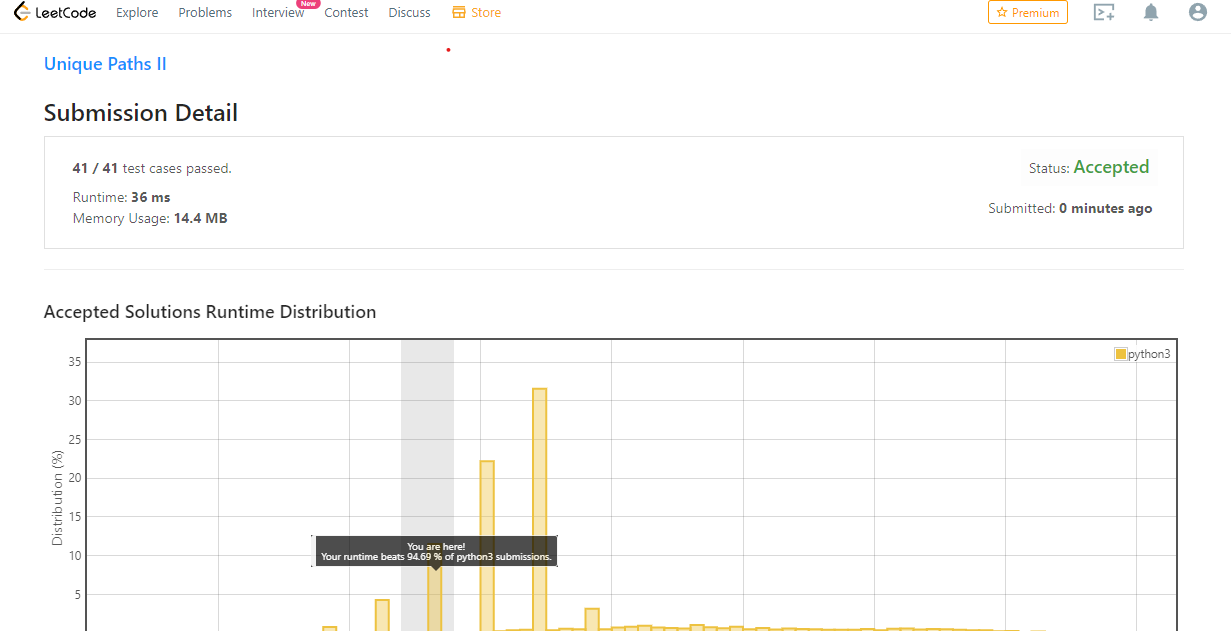 LeetCode Explore Problems Interview New Contest Discuss Store Premium
Unique Paths II
Submission Detail
41 / 41 test cases passed.
Status: Accepted
Runtime: 36 ms
Submitted: 0 minutes ago
Memory Usage: 14.4 MB
Accepted Solutions Runtime Distribution
python3
35
30
25
20
15
10
5
Distribution (%)
You are here!
Your runtime beats 94.69 % of python3 submissions.